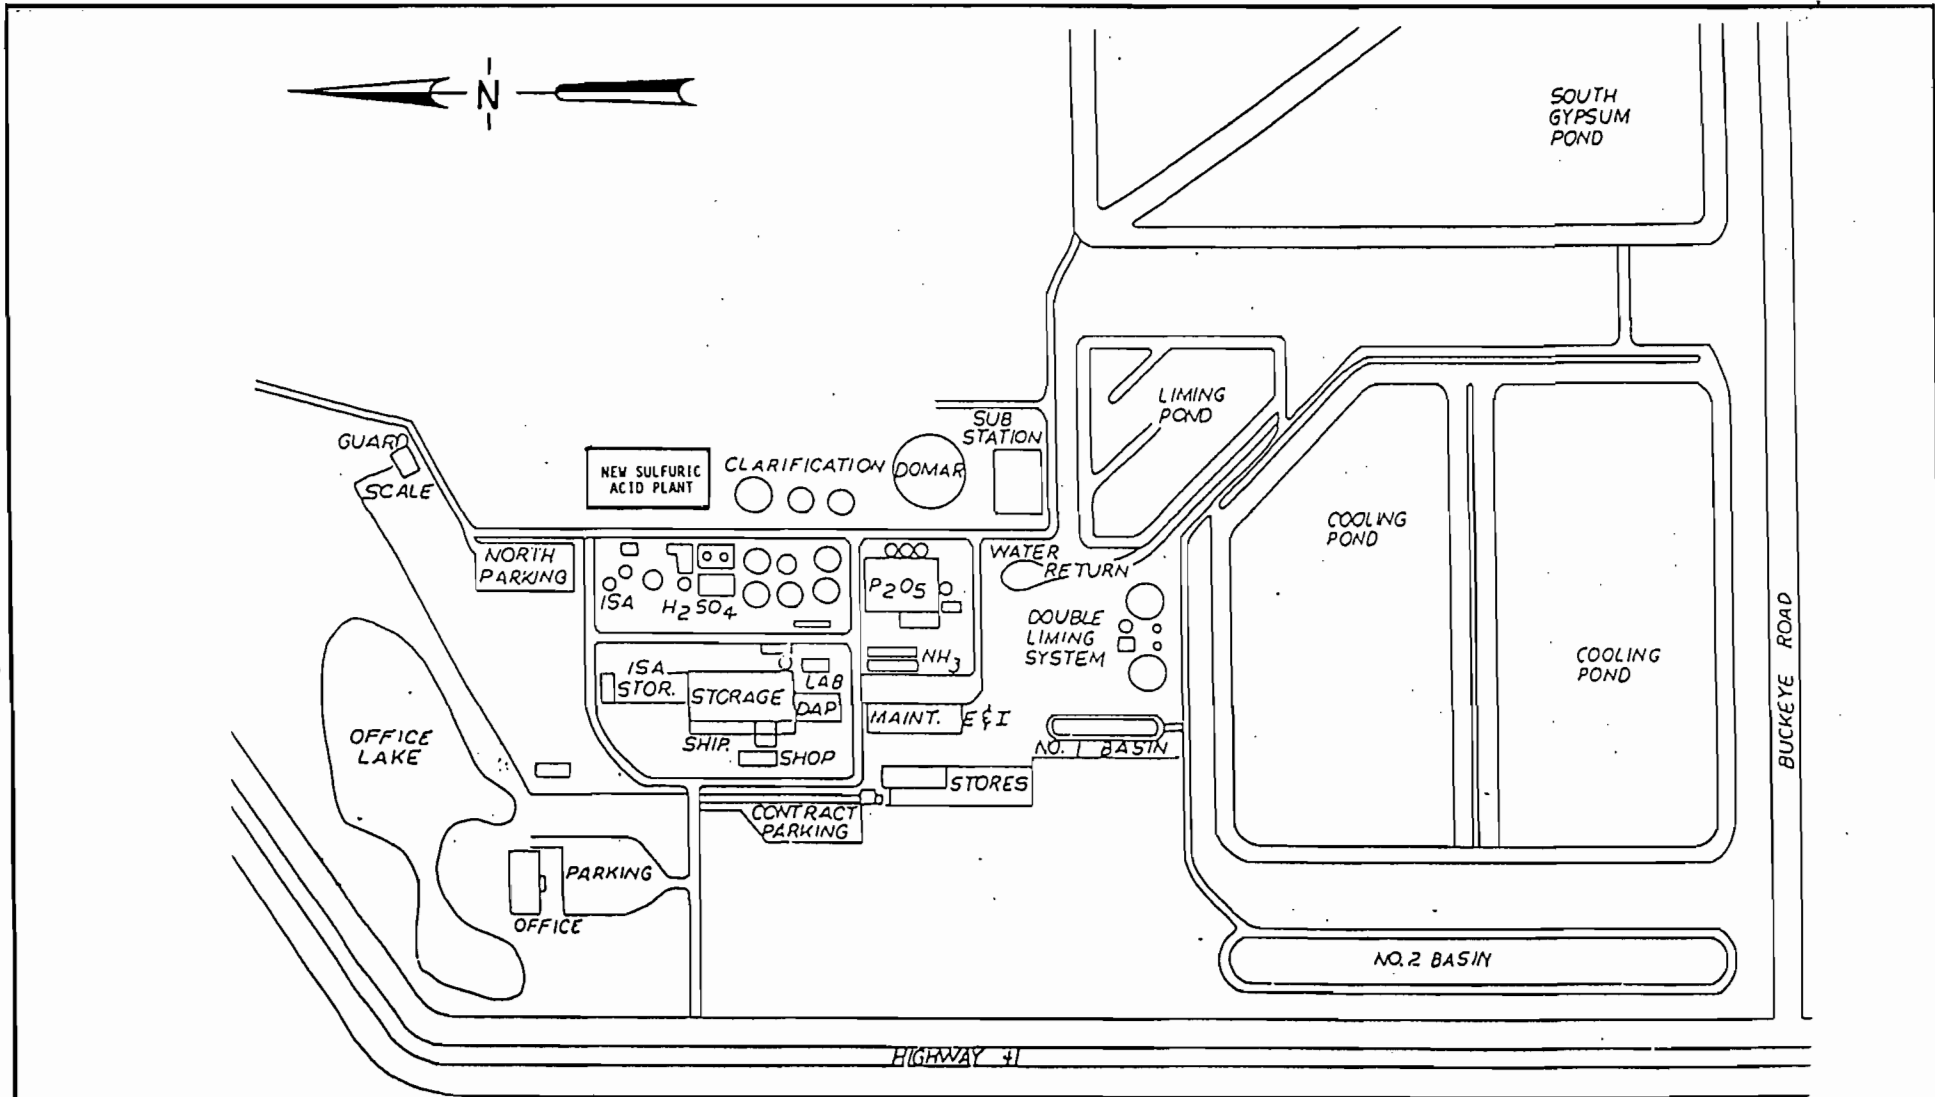 N
SOUTH
GYPSUM
POND
LIMING
POND
SUB
STATION
GUARD
SCALE
NEW SULFURIC
ACID PLANT
CLARIFICATION
DOMAR
COOLING
POND
NORTH
PARKING
WATER
RETURN
ISA
H2SO4
P2O5
DOUBLE
LIMING
SYSTEM
BUCKEYE ROAD
COOLING
POND
NH3
ISA
STOR.
LAB
STORAGE
DAP
MAINT.
E&I
OFFICE
LAKE
SHIP.
SHOP
NO. 1 BASIN
STORES
CONTRACT
PARKING
PARKING
OFFICE
NO. 2 BASIN
HIGHWAY 41